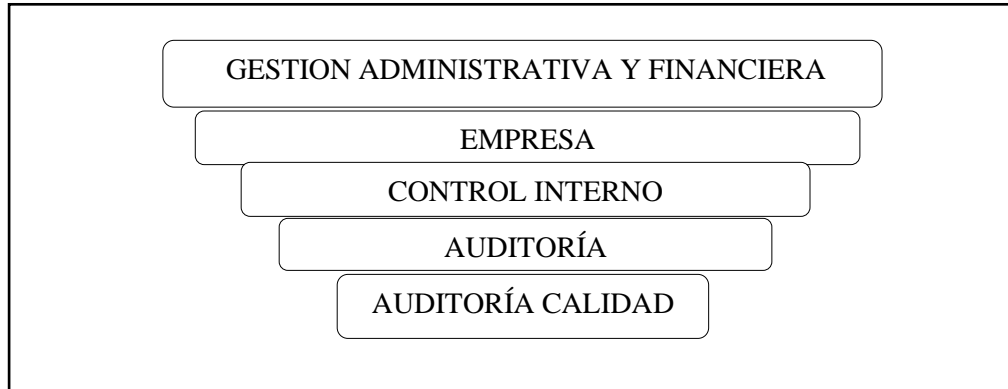 GESTION ADMINISTRATIVA Y FINANCIERA
EMPRESA
CONTROL INTERNO
AUDITORÍA
AUDITORÍA CALIDAD